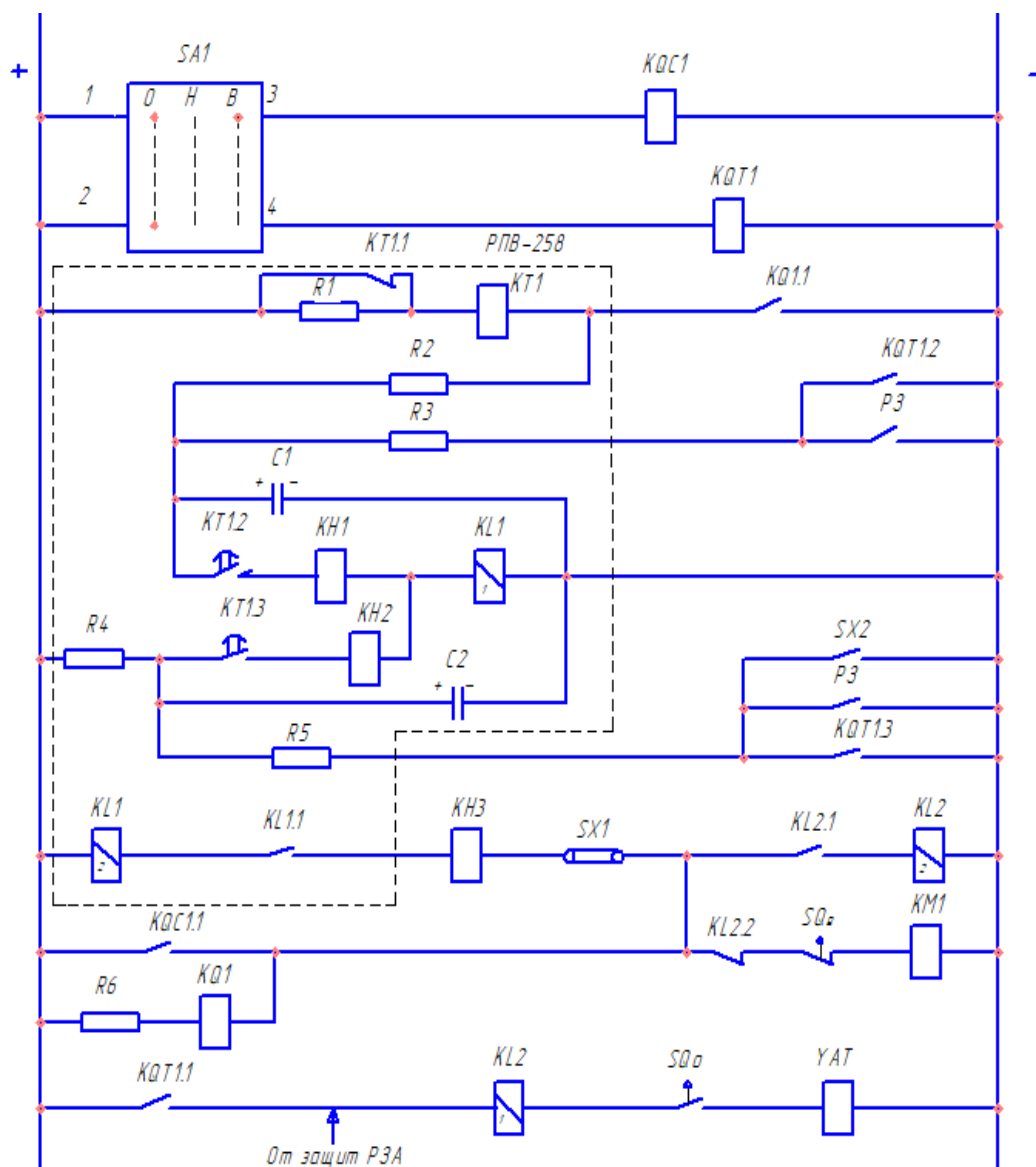 SA1
KQC1
+
-
1
О
Н
В
3
2
4
KQT1
KT1.1
РПВ-258
R1
KT1
KQ1.1
R2
KQT1.2
R3
РЗ
C1
+ -
KT1.2
KH1
KL1
1
R4
KT1.3
KH2
C2
+ -
SX2
РЗ
R5
KQT1.3
KL1
2
KL1.1
KH3
SX1
KL2.1
KL2
2
KQC1.1
KL2.2
SQв
KM1
R6
KQ1
KQT1.1
KL2
1
SQо
YAT
От защит РЗА